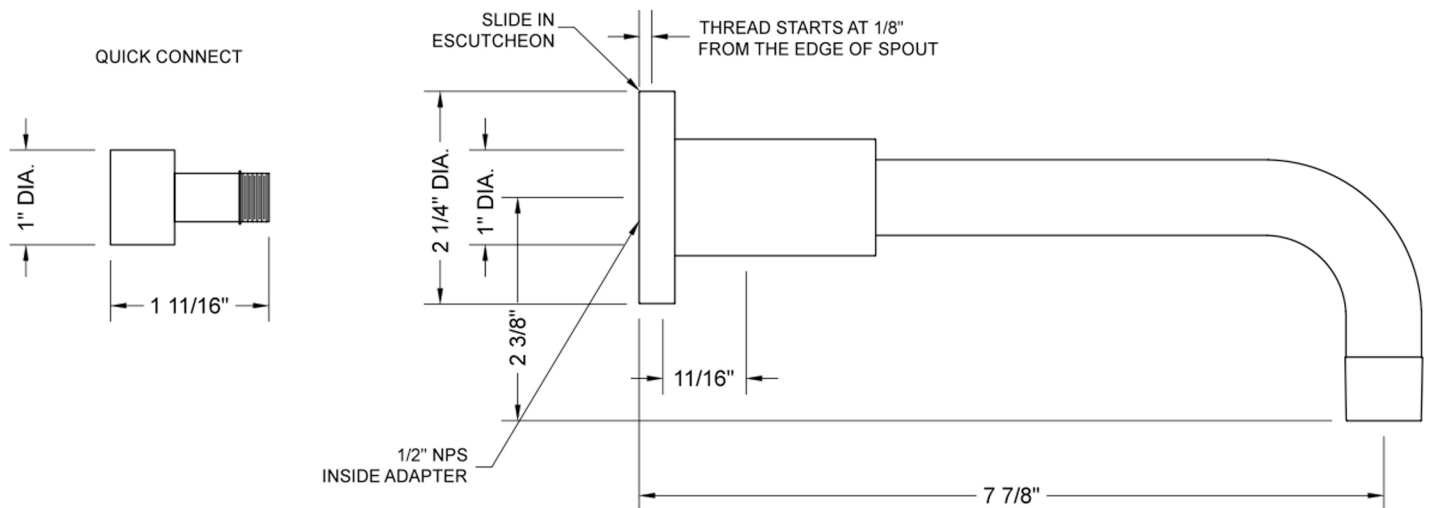 QUICK CONNECT
1" DIA.
1 11/16"
SLIDE IN
ESCUTCHEON
THREAD STARTS AT 1/8"
FROM THE EDGE OF SPOUT
2 1/4" DIA.
1" DIA.
2 3/8"
11/16"
1/2" NPS
INSIDE ADAPTER
7 7/8"